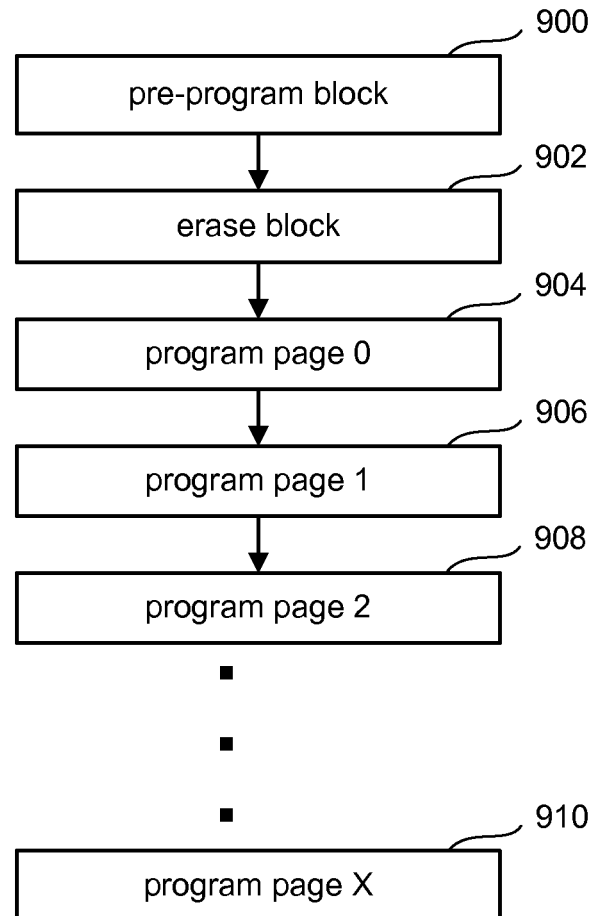 900
pre-program block
902
erase block
904
program page 0
906
program page 1
908
program page 2
910
program page X